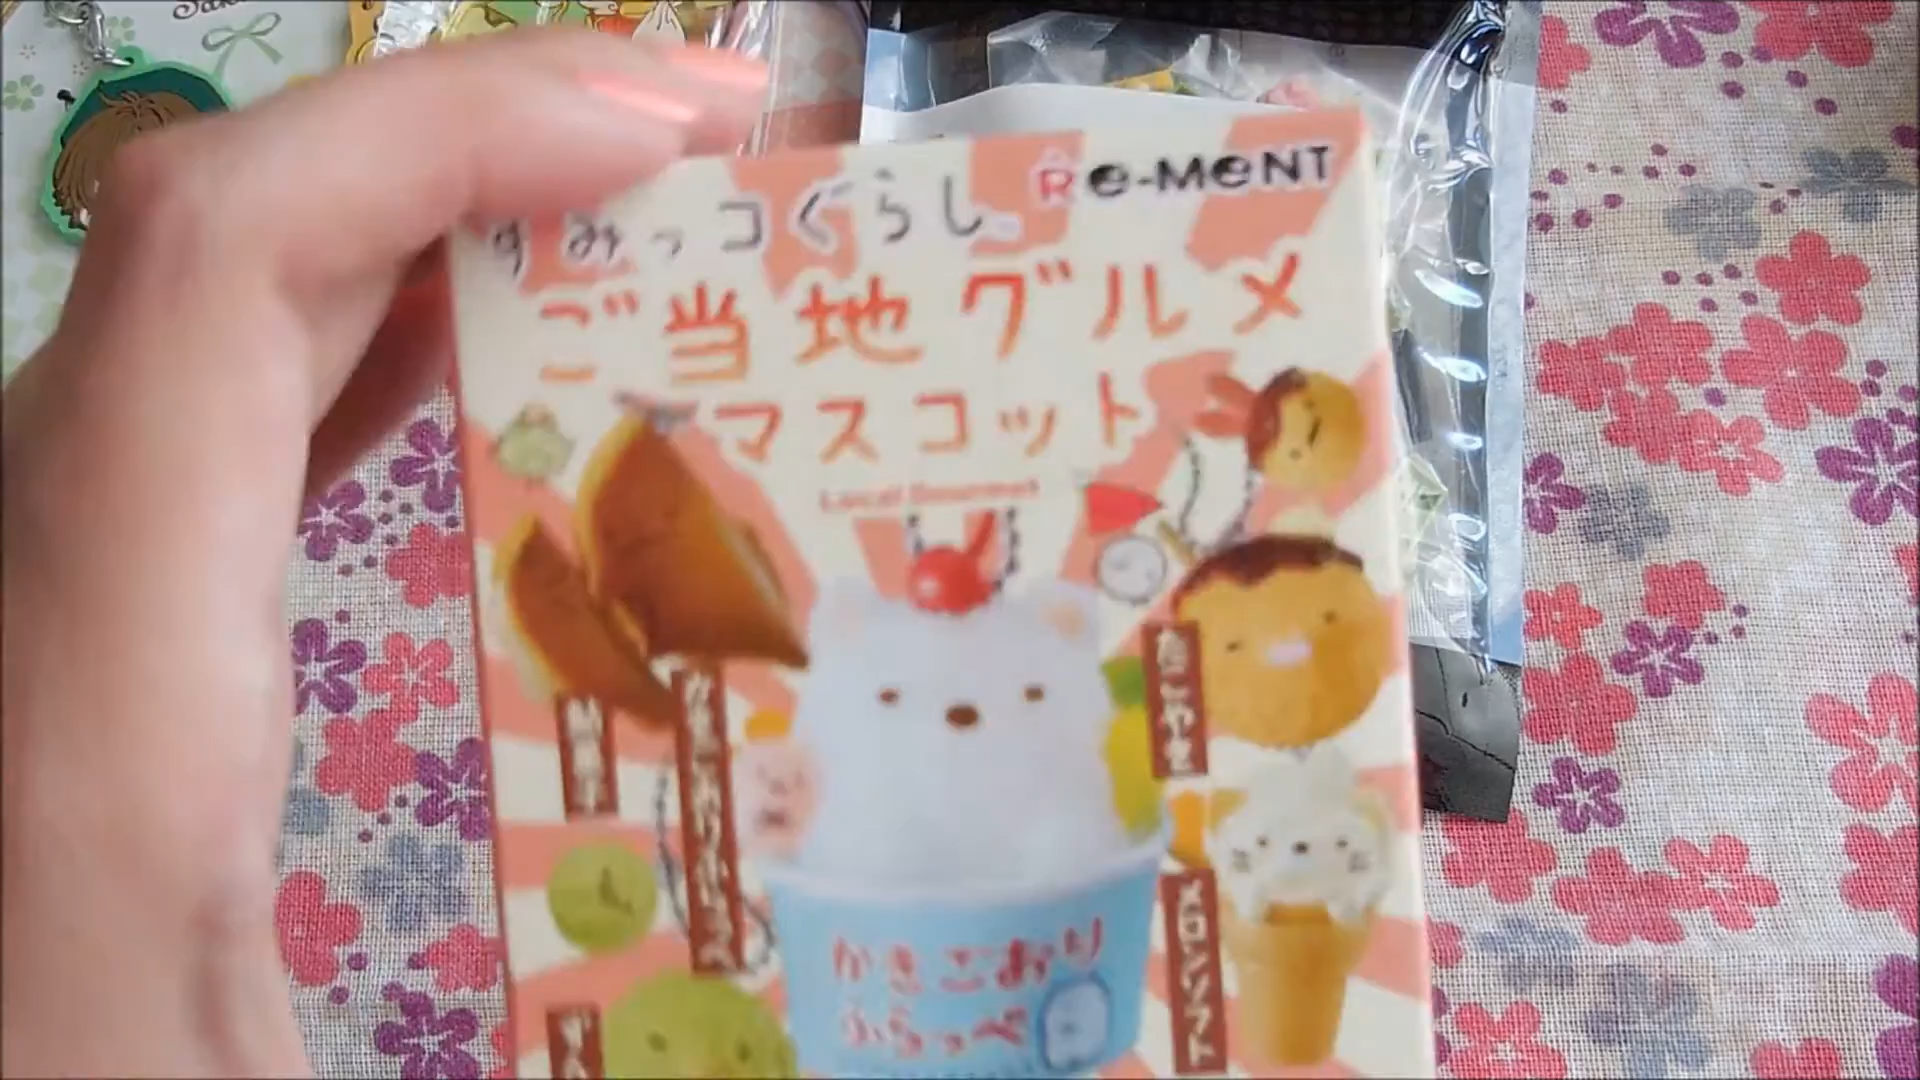 すみっコぐらし
Re-MeNT
ご当地グルメ
マスコット
Local Gourmet
たこやき
かきごおり
ふらっぺ
メロンソフト